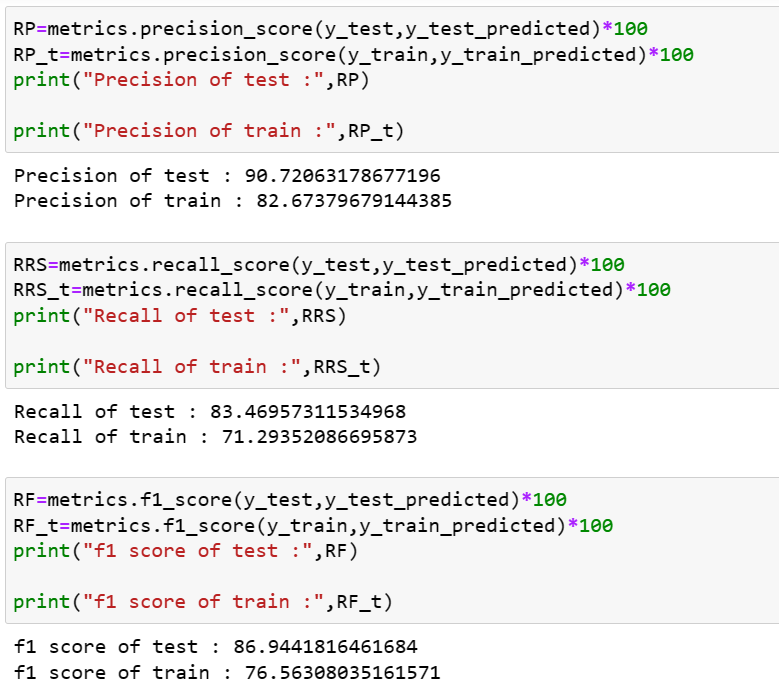 RP=metrics.precision_score(y_test,y_test_predicted)*100
RP_t=metrics.precision_score(y_train,y_train_predicted)*100
print("Precision of test :",RP)
print("Precision of train :",RP_t)
Precision of test : 90.72063178677196
Precision of train : 82.67379679144385
RRS=metrics.recall_score(y_test,y_test_predicted)*100
RRS_t=metrics.recall_score(y_train,y_train_predicted)*100
print("Recall of test :",RRS)
print("Recall of train :",RRS_t)
Recall of test : 83.46957311534968
Recall of train : 71.29352086695873
RF=metrics.f1_score(y_test,y_test_predicted)*100
RF_t=metrics.f1_score(y_train,y_train_predicted)*100
print("f1 score of test :",RF)
print("f1 score of train :",RF_t)
f1 score of test : 86.9441816461684
f1 score of train : 76.56308035161571